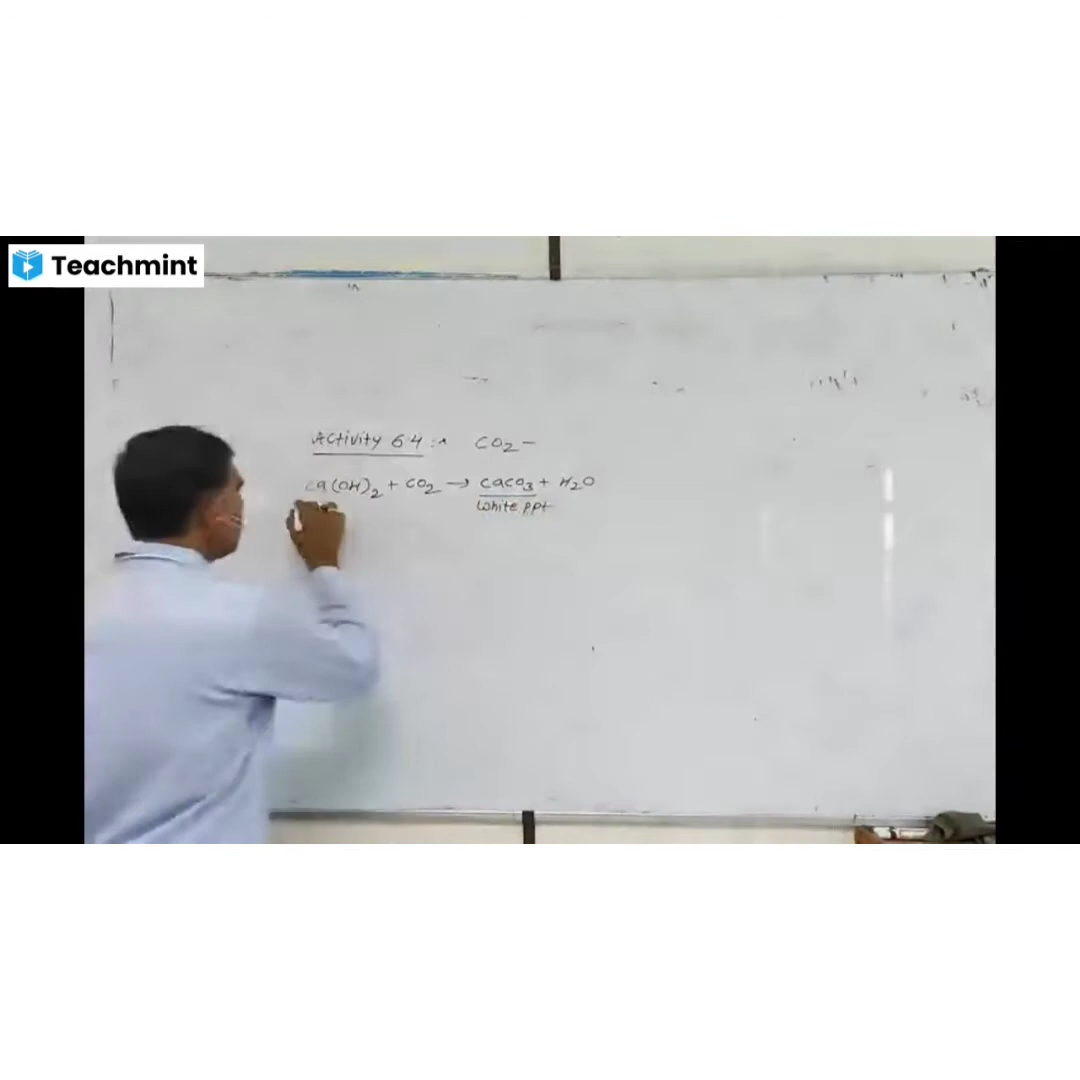 Teachmint
Activity 6.4 :- CO2 -
Ca(OH)2 + CO2 → CaCO3 + H2O
White ppt